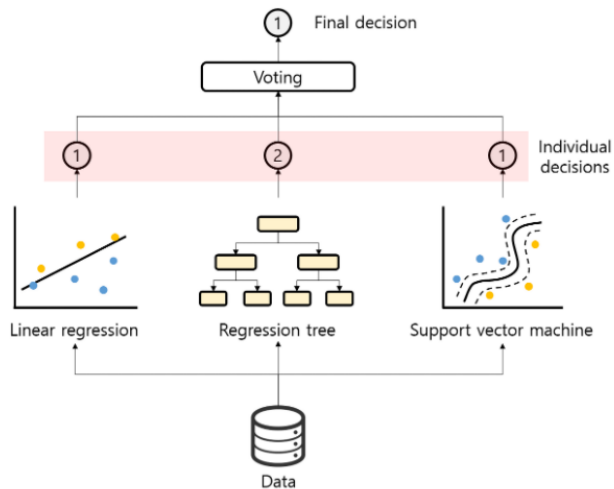 1 Final decision
Voting
1 2 1 Individual
decisions
Linear regression Regression tree Support vector machine
Data